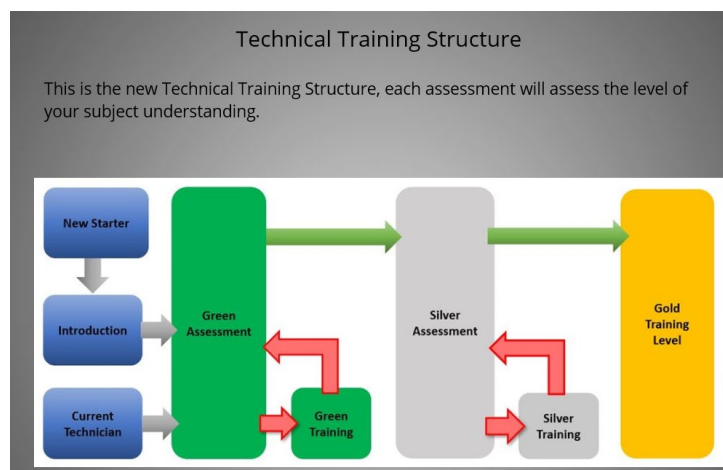 Technical Training Structure
This is the new Technical Training Structure, each assessment will assess the level of
your subject understanding.
New Starter
Introduction
Current
Technician
Green
Assessment
Green
Training
Silver
Assessment
Silver
Training
Gold
Training
Level